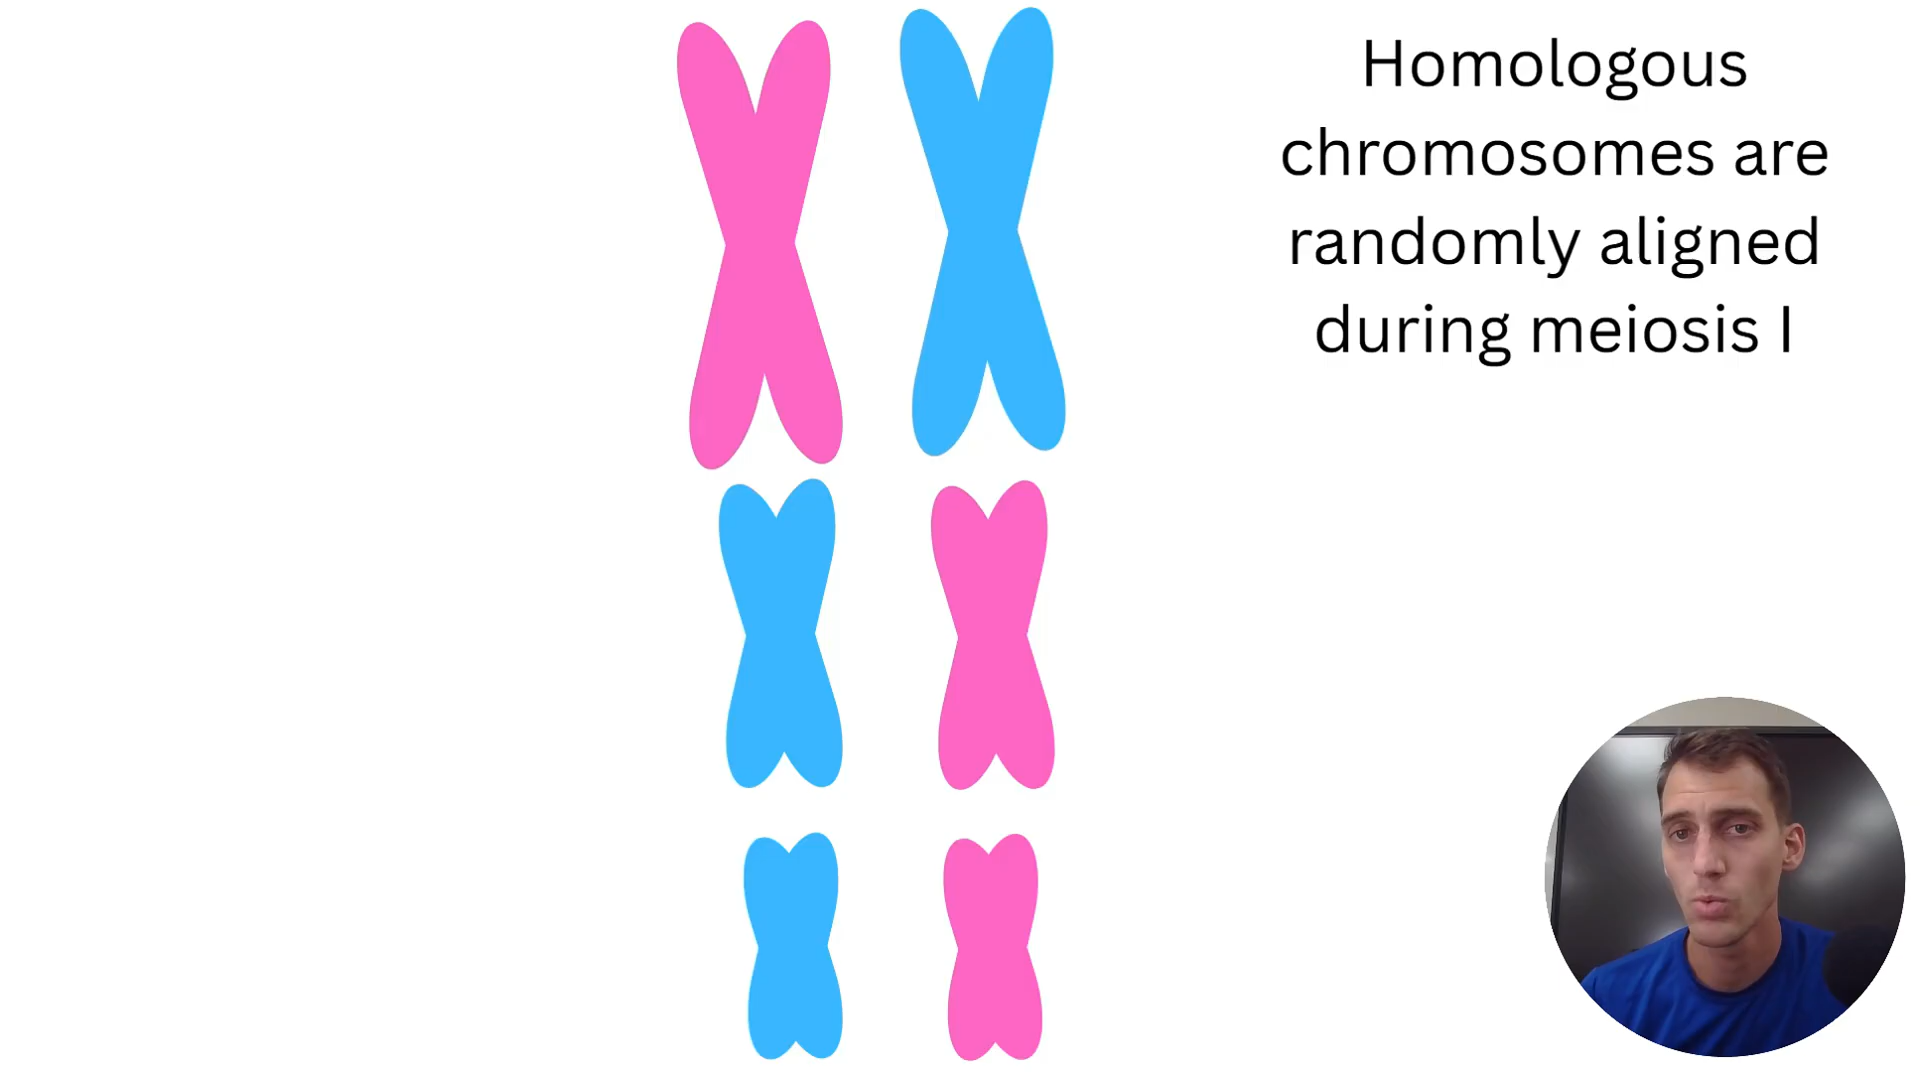 Homologous
chromosomes are
randomly aligned
during meiosis I